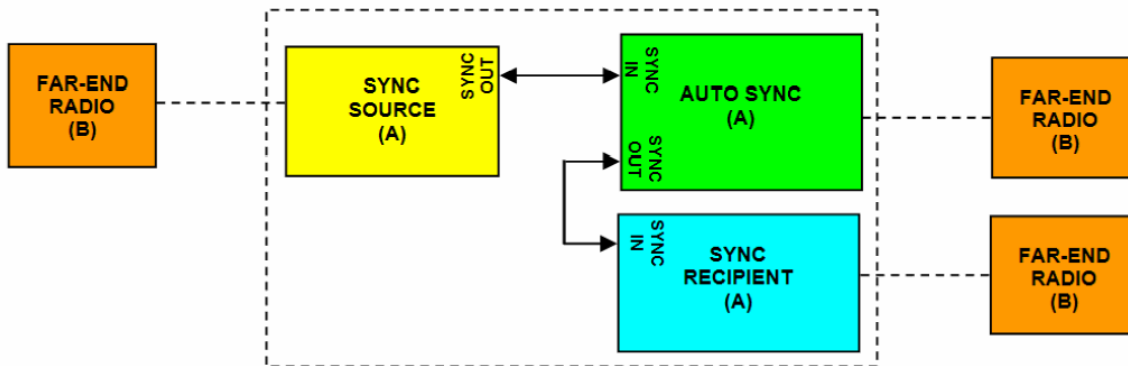 FAR-END
RADIO
(B)
SYNC
SOURCE
(A)
SYNC
OUT
SYNC
IN
AUTO SYNC
(A)
SYNC
OUT
FAR-END
RADIO
(B)
SYNC
IN
SYNC
RECIPIENT
(A)
FAR-END
RADIO
(B)